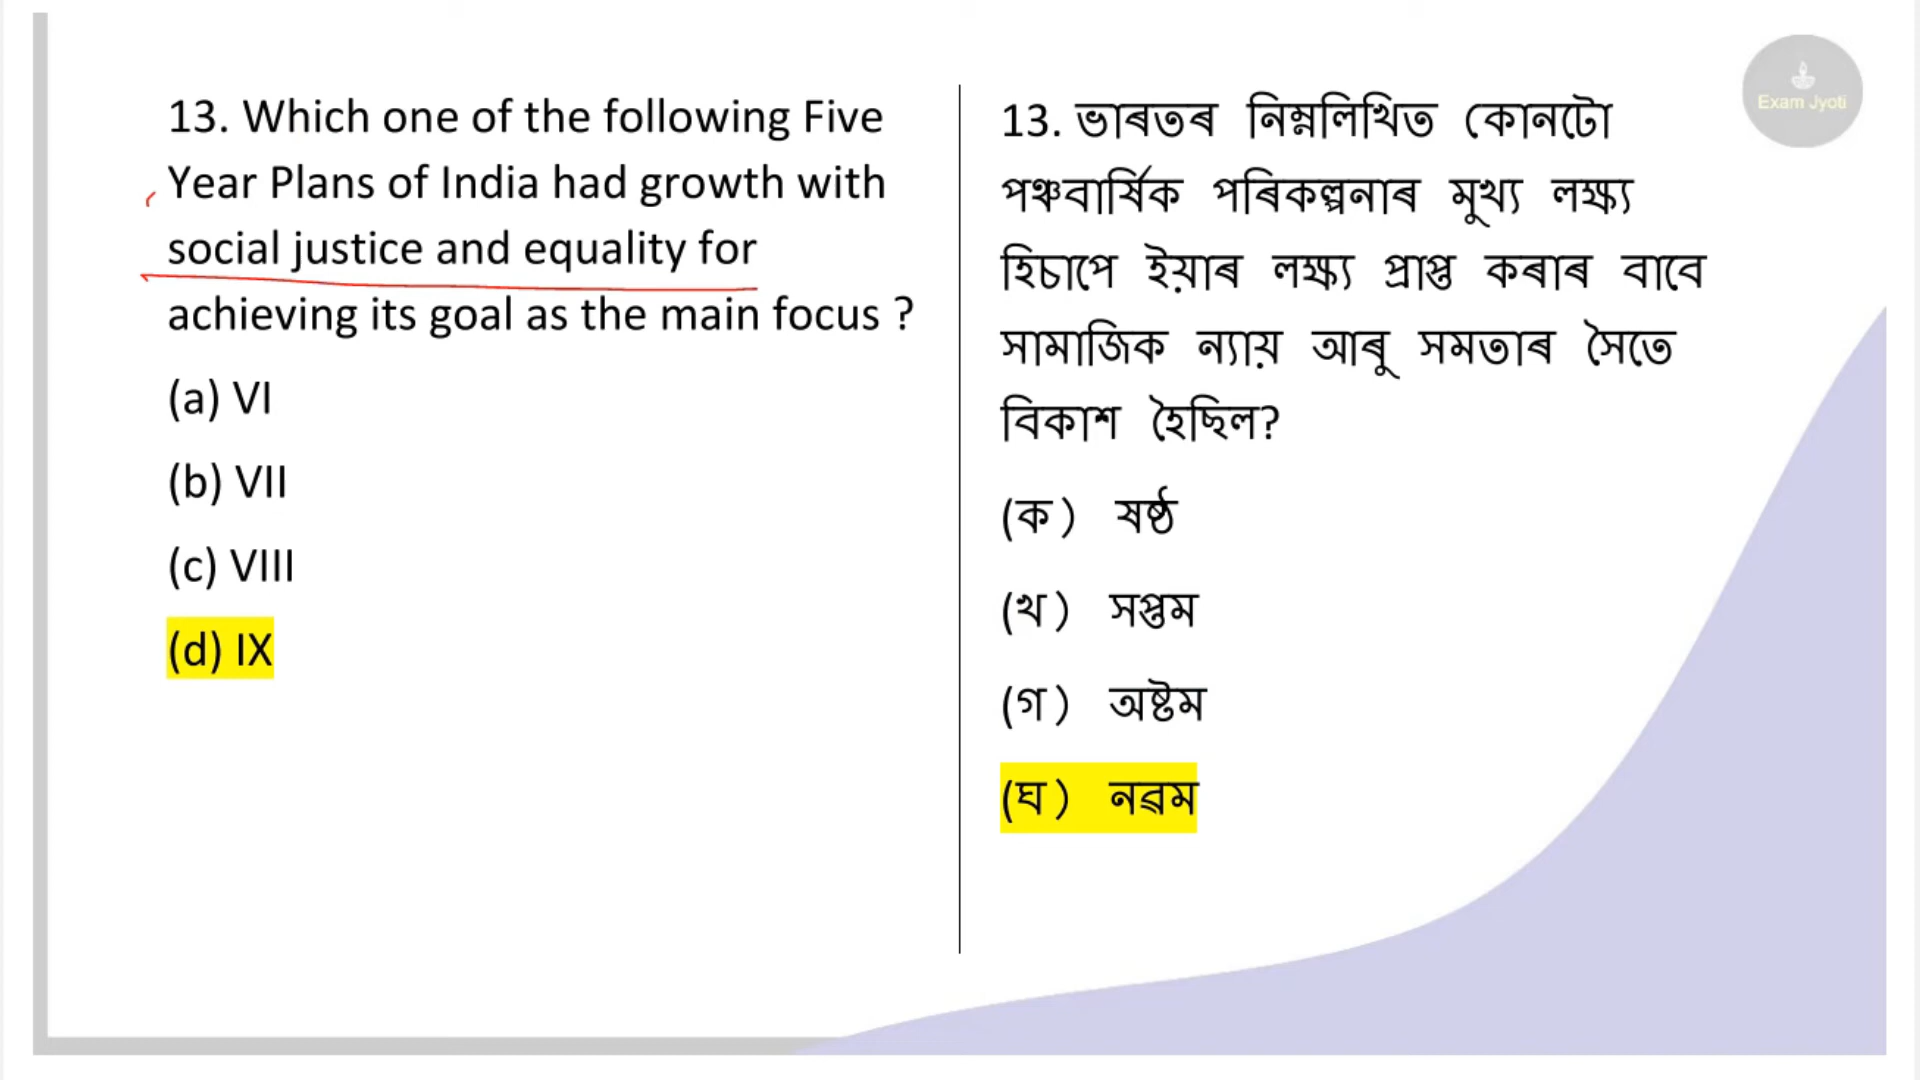 13. Which one of the following Five
Year Plans of India had growth with
social justice and equality for
achieving its goal as the main focus ?
(a) VI
(b) VII
(c) VIII
(d) IX
13. ভাৰতৰ নিম্নলিখিত কোনটো
পঞ্চবাৰ্ষিক পৰিকল্পনাৰ মুখ্য লক্ষ্য
হিচাপে ইয়াৰ লক্ষ্য প্ৰাপ্ত কৰাৰ বাবে
সামাজিক ন্যায় আৰু সমতাৰ সৈতে
বিকাশ হৈছিল?
(ক) ষষ্ঠ
(খ) সপ্তম
(গ) অষ্টম
(ঘ) নৱম
Exam Jyoti